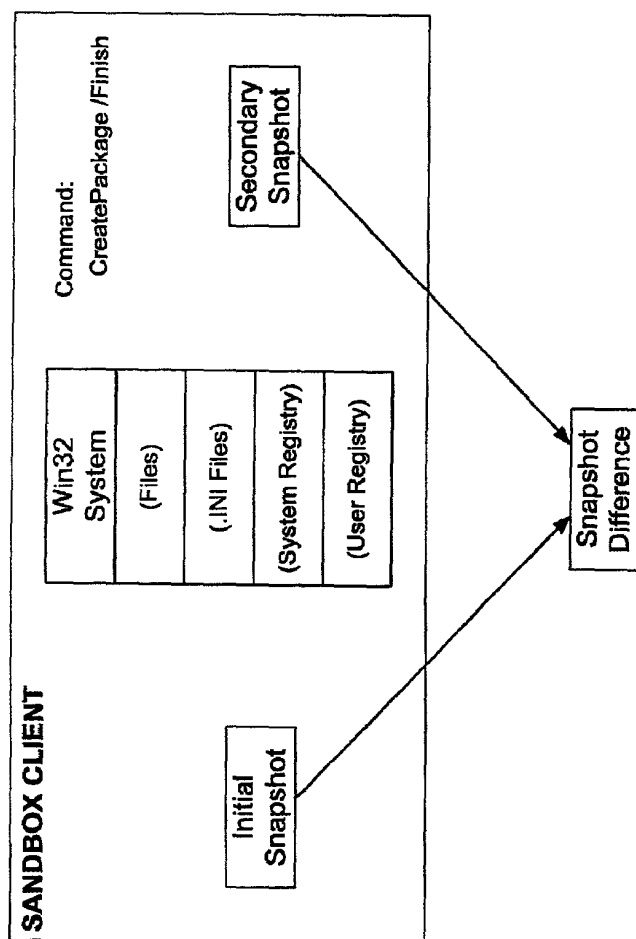 SANDBOX CLIENT
Win32
System
(Files)
(.INI Files)
(System Registry)
(User Registry)
Command:
CreatePackage /Finish
Initial
Snapshot
Secondary
Snapshot
Snapshot
Difference